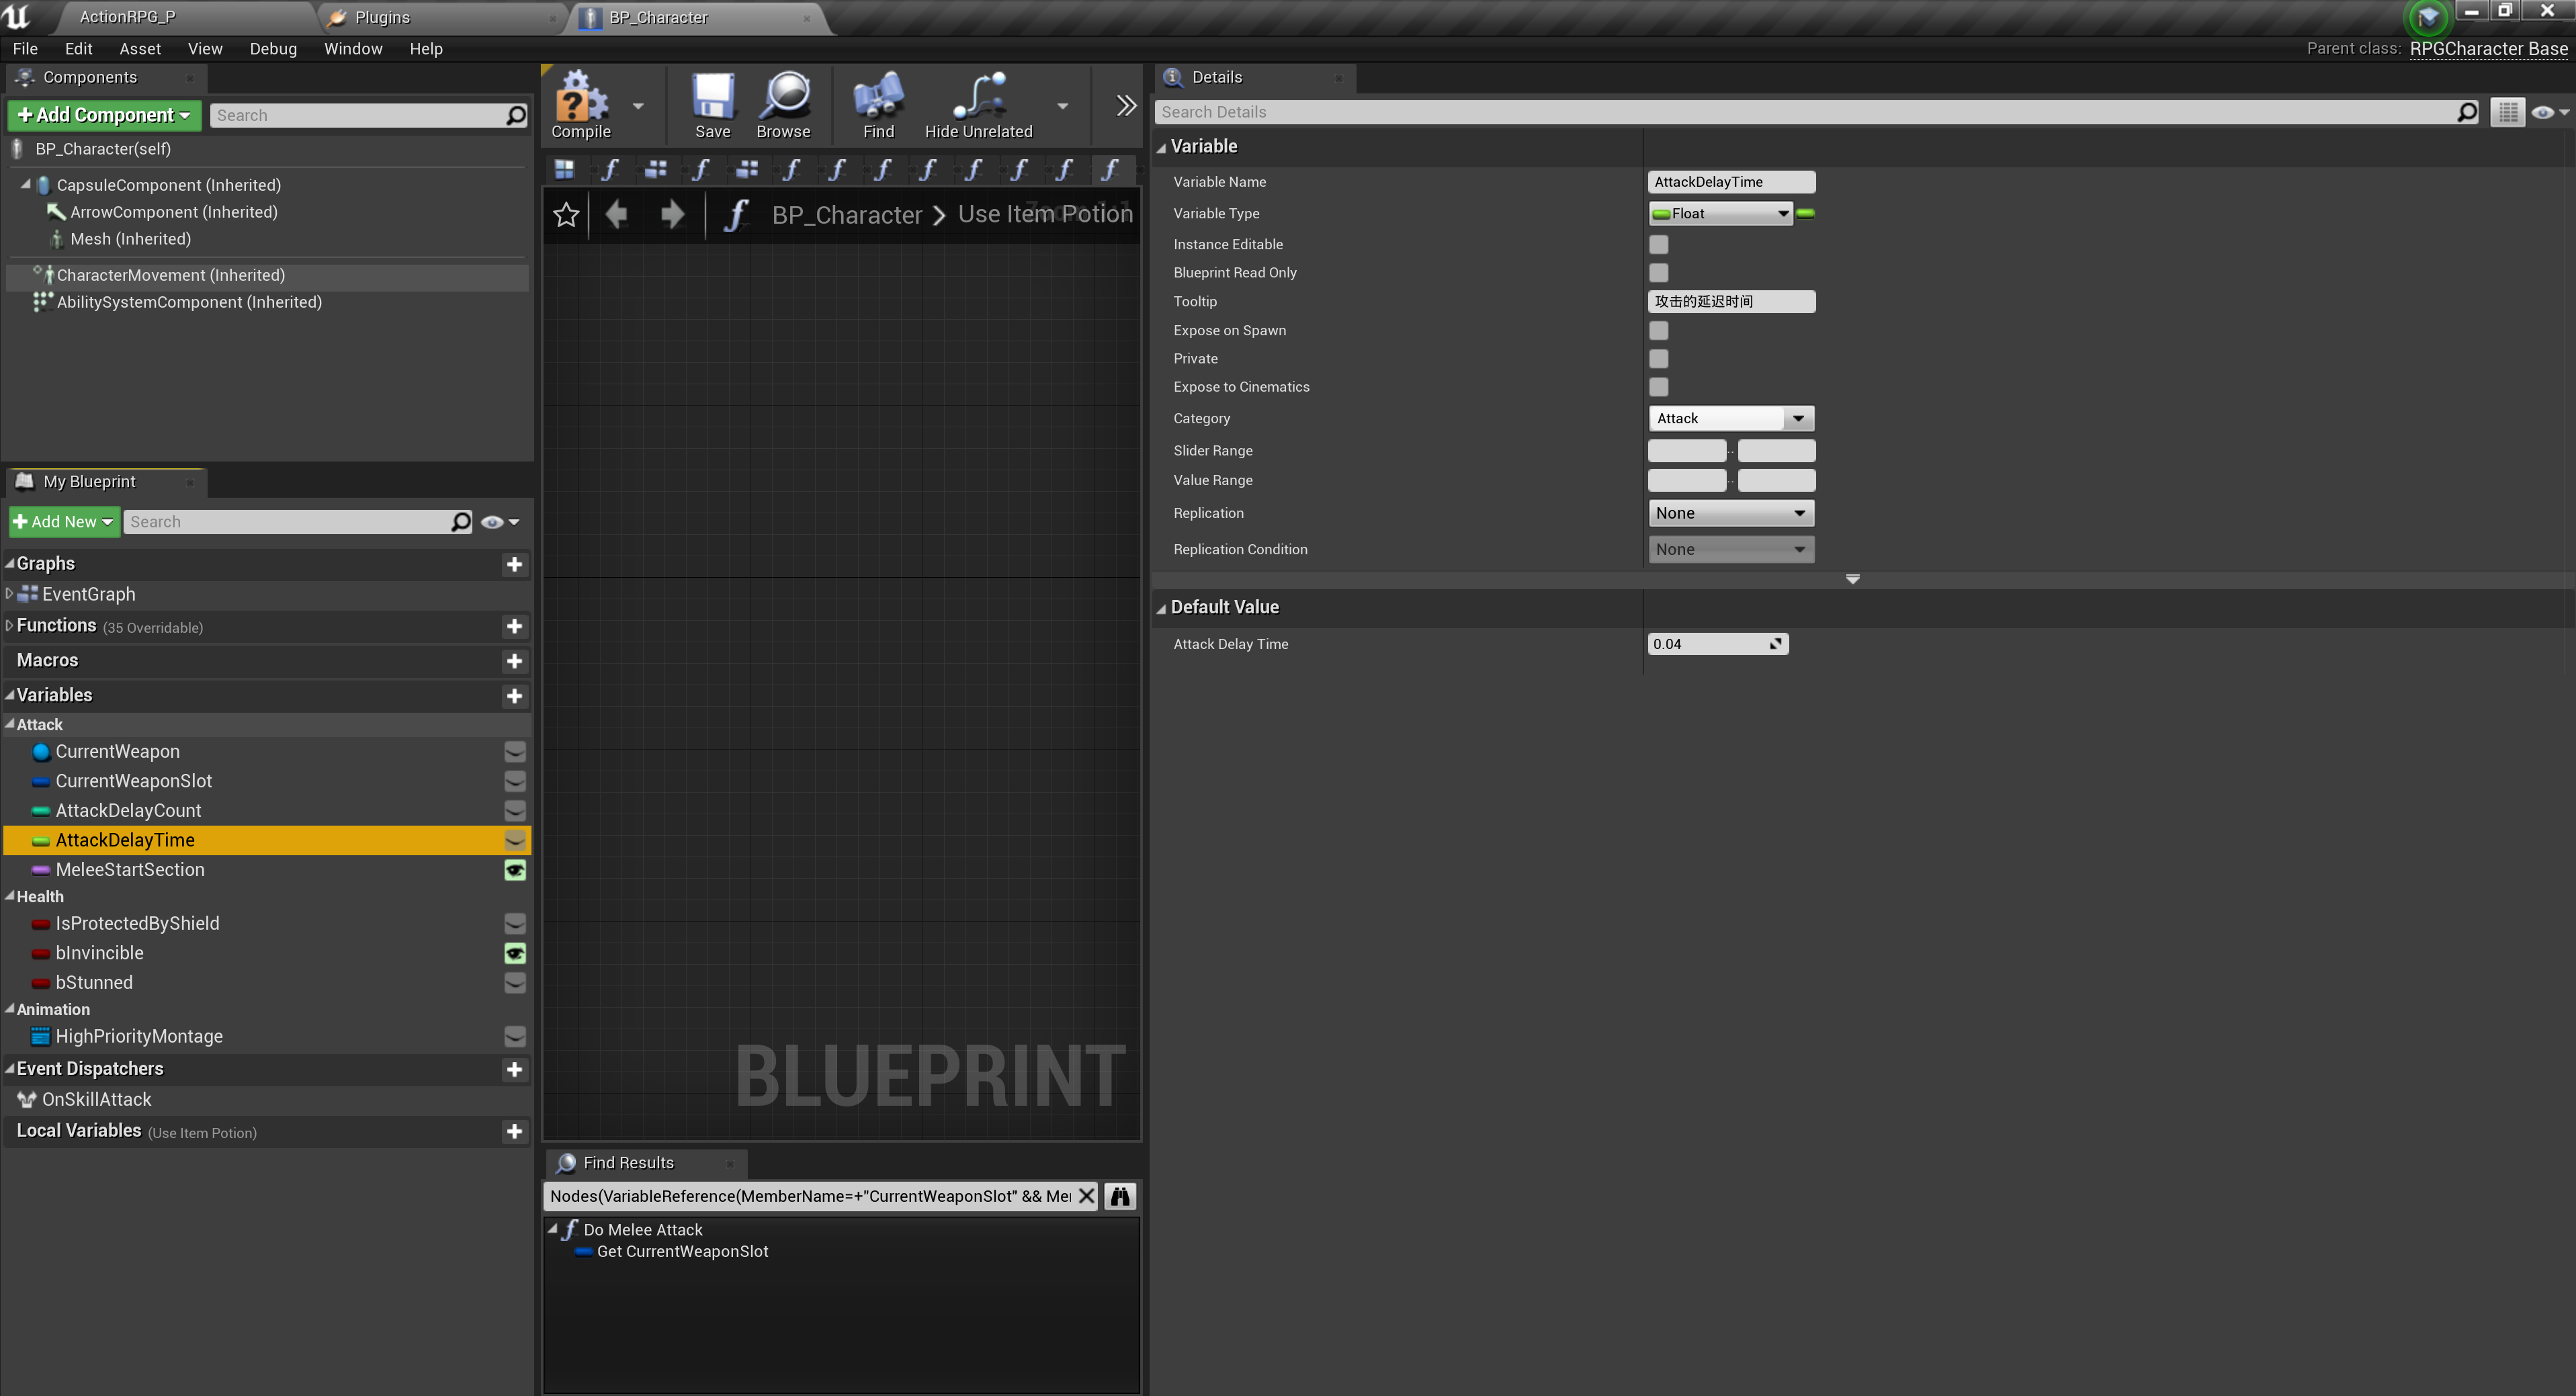 ActionRPG_P
Plugins
BP_Character
File Edit Asset View Debug Window Help
Parent class: RPGCharacter Base
Components
+ Add Component
Search
BP_Character(self)
CapsuleComponent (Inherited)
ArrowComponent (Inherited)
Mesh (Inherited)
CharacterMovement (Inherited)
AbilitySystemComponent (Inherited)
My Blueprint
+ Add New
Search
Graphs
EventGraph
Functions (35 Overridable)
Macros
Variables
Attack
CurrentWeapon
CurrentWeaponSlot
AttackDelayCount
AttackDelayTime
MeleeStartSection
Health
IsProtectedByShield
bInvincible
bStunned
Animation
HighPriorityMontage
Event Dispatchers
OnSkillAttack
Local Variables (Use Item Potion)
Compile
Save
Browse
Find
Hide Unrelated
BP_Character > Use Item Potion
BLUEPRINT
Find Results
Nodes(VariableReference(MemberName=+"CurrentWeaponSlot" &&
Do Melee Attack
Get CurrentWeaponSlot
Details
Search Details
Variable
Variable Name AttackDelayTime
Variable Type Float
Instance Editable
Blueprint Read Only
Tooltip 攻击的延迟时间
Expose on Spawn
Private
Expose to Cinematics
Category Attack
Slider Range ..
Value Range ..
Replication None
Replication Condition None
Default Value
Attack Delay Time 0.04